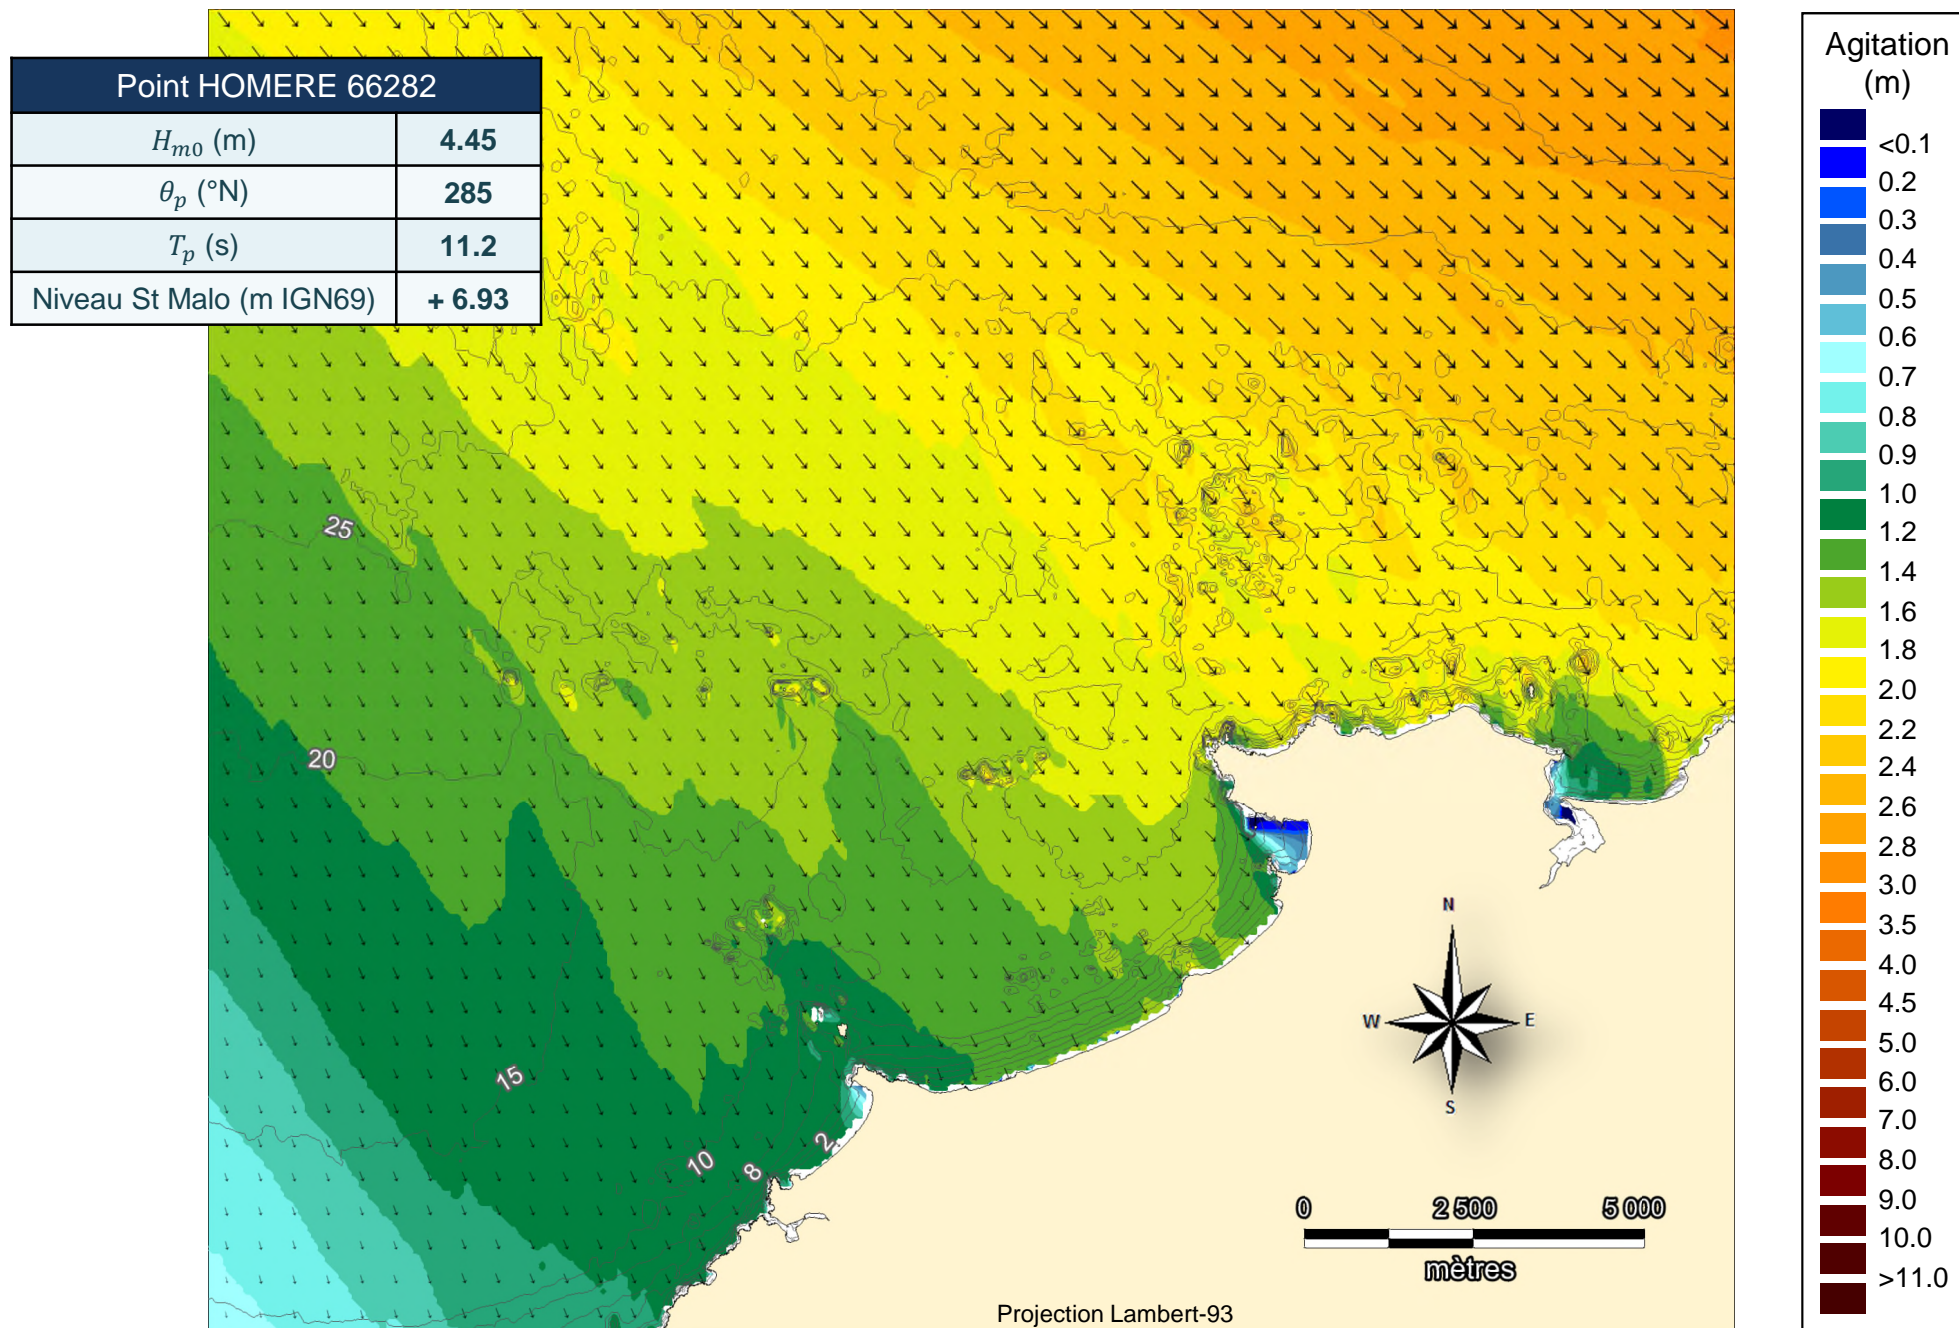 Point HOMERE 66282
H_{m0} (m) 4.45
θ_p (°N) 285
T_p (s) 11.2
Niveau St Malo (m IGN69) + 6.93
Agitation
(m)
<0.1
0.2
0.3
0.4
0.5
0.6
0.7
0.8
0.9
1.0
1.2
1.4
1.6
1.8
2.0
2.2
2.4
2.6
2.8
3.0
3.5
4.0
4.5
5.0
6.0
7.0
8.0
9.0
10.0
>11.0
25
20
15
10
8
2
N
W E
S
0 2 500 5 000
mètres
Projection Lambert-93